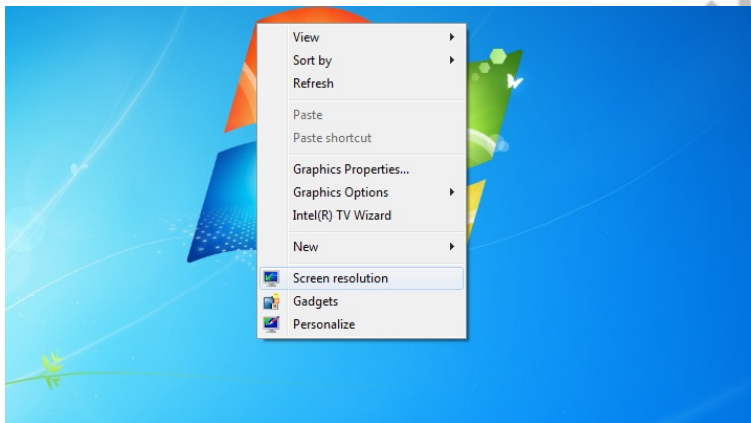 View
Sort by
Refresh
Paste
Paste shortcut
Graphics Properties...
Graphics Options
Intel(R) TV Wizard
New
Screen resolution
Gadgets
Personalize